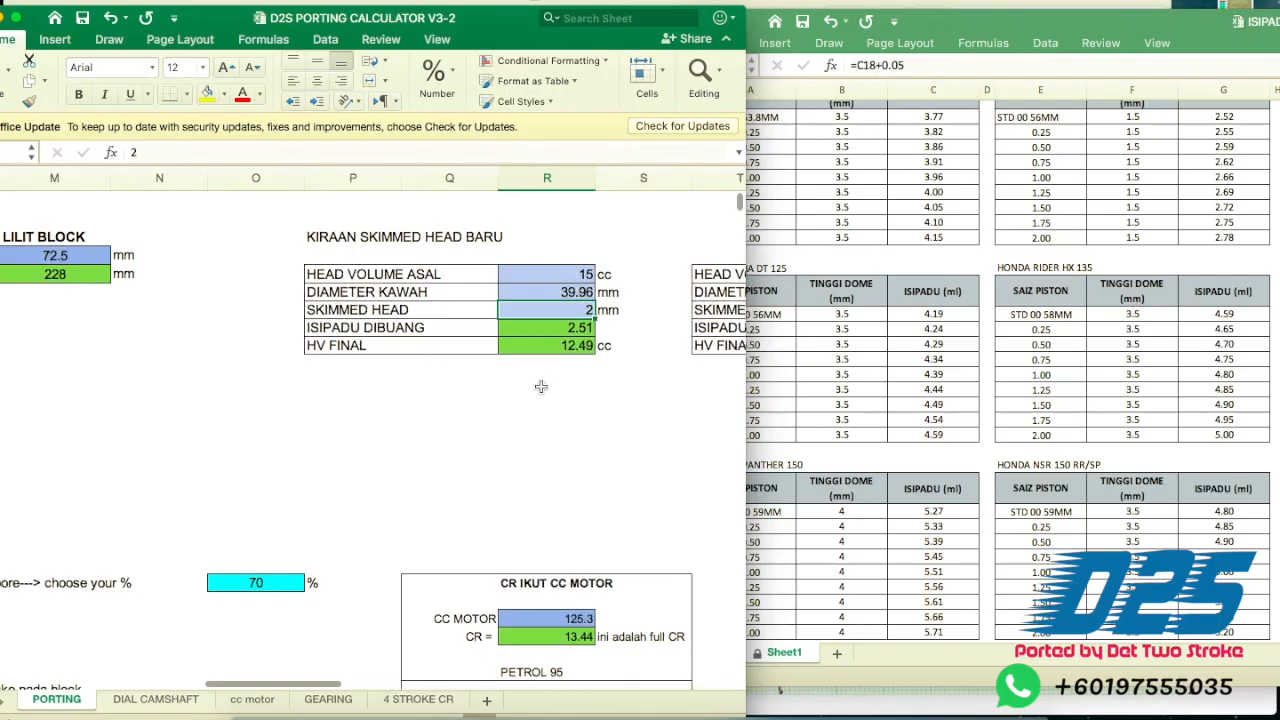 D2S PORTING CALCULATOR V3-2
Search Sheet
Insert Draw Page Layout Formulas Data Review View
Share
Arial 12
Number
Conditional Formatting
Format as Table
Cell Styles
Cells
Editing
ffice Update To keep up to date with security updates, fixes and improvements, choose Check for Updates.
Check for Updates
fx 2
M N O P Q R S T
LILIT BLOCK
72.5 mm
228 mm
KIRAAN SKIMMED HEAD BARU
HEAD VOLUME ASAL 15 cc
DIAMETER KAWAH 39.96 mm
SKIMMED HEAD 2 mm
ISIPADU DIBUANG 2.51
HV FINAL 12.49 cc
HEAD V
DIAMET
SKIMME
ISIPADU
HV FINAL
ore---> choose your % 70 %
CR IKUT CC MOTOR
CC MOTOR 125.3
CR = 13.44 ini adalah full CR
PETROL 95
PORTING DIAL CAMSHAFT cc motor GEARING 4 STROKE CR
ISIPA
Insert Draw Page Layout Formulas Data Review View
fx =C18+0.05
A B C D E F G H
(mm) (mm)
3.8MM 3.5 3.77 STD 00 56MM 1.5 2.52
.25 3.5 3.82 0.25 1.5 2.55
.50 3.5 3.86 0.50 1.5 2.59
.75 3.5 3.91 0.75 1.5 2.62
.00 3.5 3.96 1.00 1.5 2.66
.25 3.5 4.00 1.25 1.5 2.69
.50 3.5 4.05 1.50 1.5 2.72
.75 3.5 4.10 1.75 1.5 2.75
.00 3.5 4.15 2.00 1.5 2.78
A DT 125 HONDA RIDER HX 135
PISTON TINGGI DOME (mm) ISIPADU (ml) SAIZ PISTON TINGGI DOME (mm) ISIPADU (ml)
0 56MM 3.5 4.19 STD 00 58MM 3.5 4.59
.25 3.5 4.24 0.25 3.5 4.65
.50 3.5 4.29 0.50 3.5 4.70
.75 3.5 4.34 0.75 3.5 4.75
.00 3.5 4.39 1.00 3.5 4.80
.25 3.5 4.44 1.25 3.5 4.85
.50 3.5 4.49 1.50 3.5 4.90
.75 3.5 4.54 1.75 3.5 4.95
.00 3.5 4.59 2.00 3.5 5.00
PANTHER 150 HONDA NSR 150 RR/SP
PISTON TINGGI DOME (mm) ISIPADU (ml) SAIZ PISTON TINGGI DOME (mm) ISIPADU (ml)
0 59MM 4 5.27 STD 00 59MM 3.5 4.80
.25 4 5.33 0.25 3.5 4.85
.50 4 5.39 0.50 3.5 4.90
.75 4 5.45 0.75
.00 4 5.51 1.00
.25 4 5.56 1.25
.50 4 5.61 1.50
.75 4 5.66 1.75
.00 4 5.71 2.00 5.20
Sheet1
D2S
Ported by Det Two Stroke
+60197555035